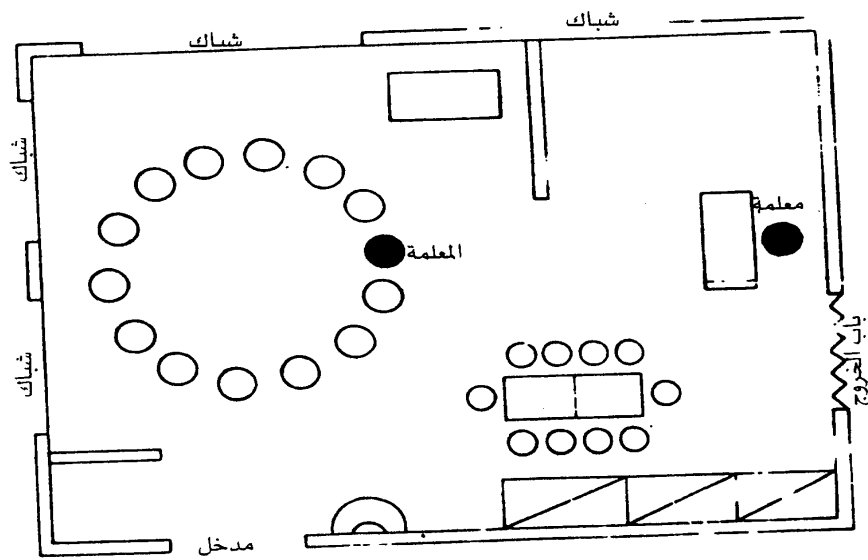 شباك
شباك
شباك
معلمة
المعلمة
باب الخروج
شباك
مدخل